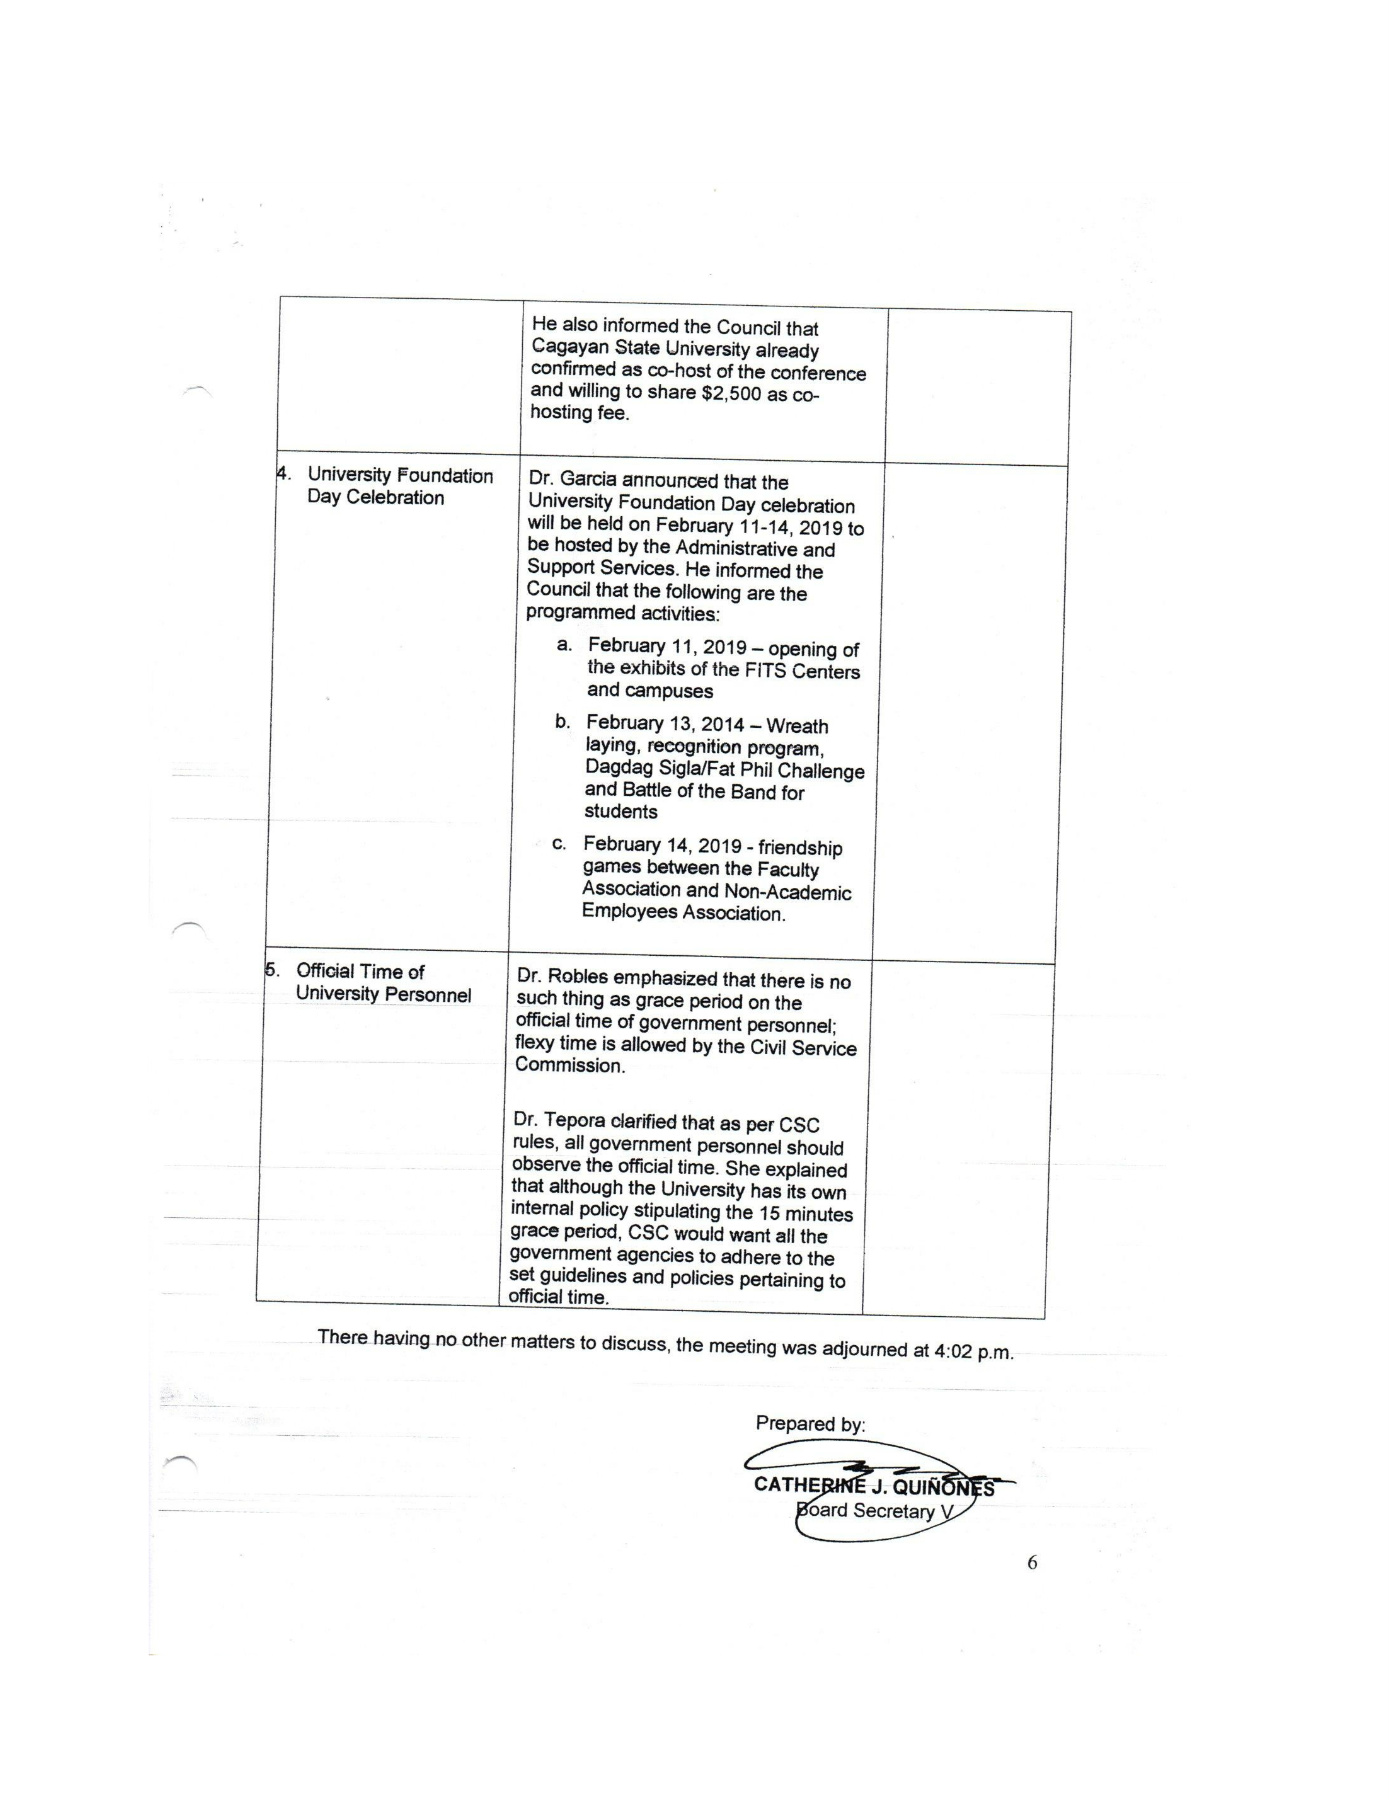 He also informed the Council that
Cagayan State University already
confirmed as co-host of the conference
and willing to share $2,500 as co-
hosting fee.
4. University Foundation
Day Celebration
Dr. Garcia announced that the
University Foundation Day celebration
will be held on February 11-14, 2019 to
be hosted by the Administrative and
Support Services. He informed the
Council that the following are the
programmed activities:
a. February 11, 2019 – opening of
the exhibits of the FITS Centers
and campuses
b. February 13, 2014 – Wreath
laying, recognition program,
Dagdag Sigla/Fat Phil Challenge
and Battle of the Band for
students
c. February 14, 2019 - friendship
games between the Faculty
Association and Non-Academic
Employees Association.
5. Official Time of
University Personnel
Dr. Robles emphasized that there is no
such thing as grace period on the
official time of government personnel;
flexy time is allowed by the Civil Service
Commission.
Dr. Tepora clarified that as per CSC
rules, all government personnel should
observe the official time. She explained
that although the University has its own
internal policy stipulating the 15 minutes
grace period, CSC would want all the
government agencies to adhere to the
set guidelines and policies pertaining to
official time.
There having no other matters to discuss, the meeting was adjourned at 4:02 p.m.
Prepared by:
CATHERINE J. QUIÑONES
Board Secretary V
6